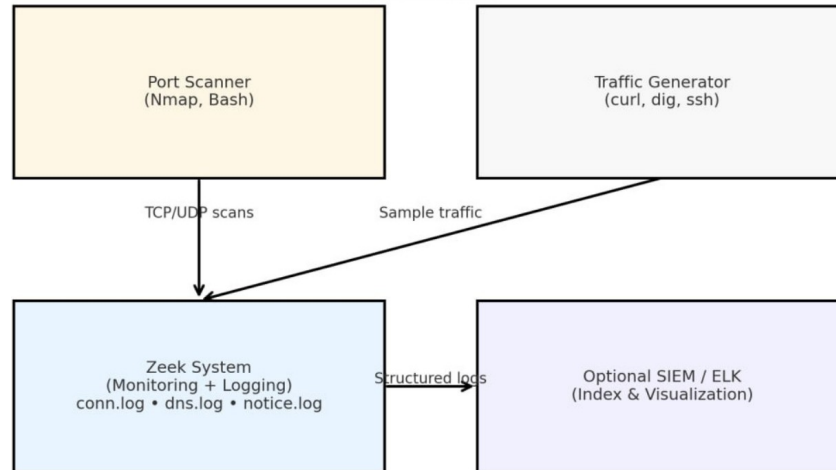 Port Scanner
(Nmap, Bash)
Traffic Generator
(curl, dig, ssh)
TCP/UDP scans
Sample traffic
Zeek System
(Monitoring + Logging)
conn.log • dns.log • notice.log
Structured logs
Optional SIEM / ELK
(Index & Visualization)